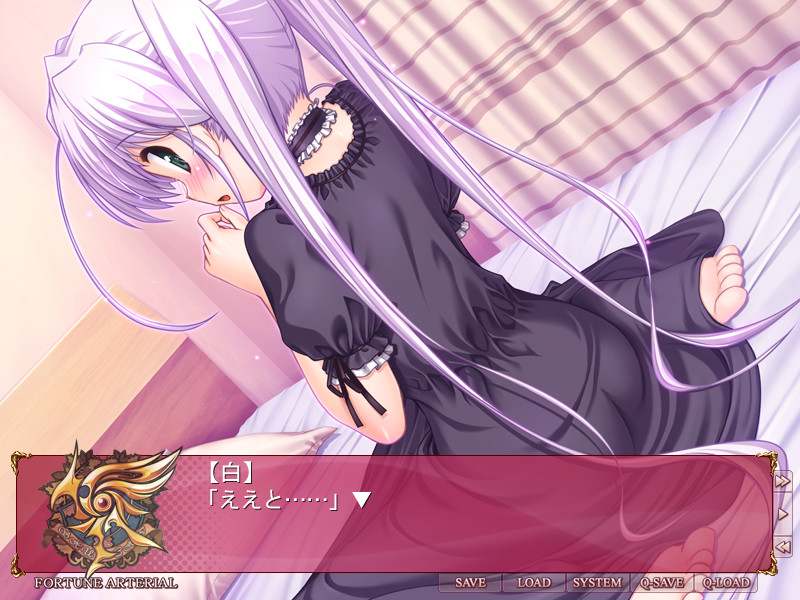 【白】
「ええと……」▼
FORTUNE ARTERIAL
SAVE
LOAD
SYSTEM
Q-SAVE
Q-LOAD